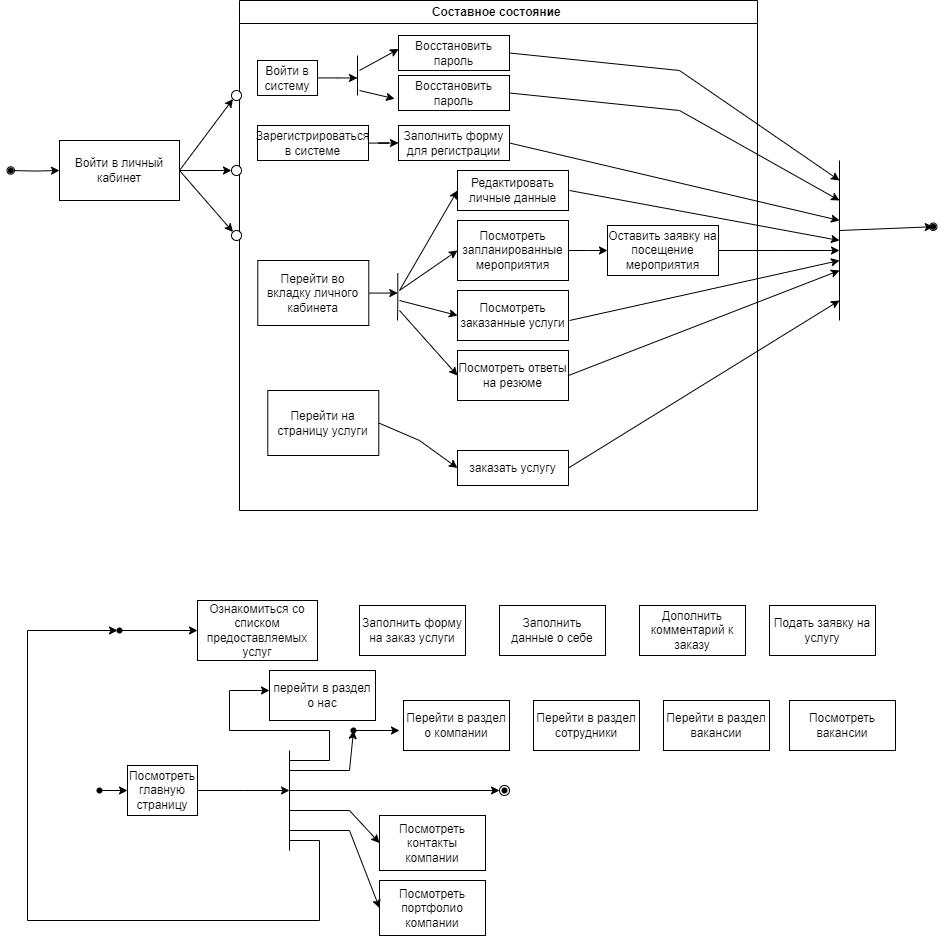 Составное состояние
Восстановить
пароль
Войти в
систему
Восстановить
пароль
Зарегистрироваться
в системе
Заполнить форму
для регистрации
Войти в личный
кабинет
Редактировать
личные данные
Посмотреть
запланированные
мероприятия
Оставить заявку на
посещение
мероприятия
Перейти во
вкладку личного
кабинета
Посмотреть
заказанные услуги
Посмотреть ответы
на резюме
Перейти на
страницу услуги
заказать услугу
Ознакомиться со
списком
предоставляемых
услуг
Заполнить форму
на заказ услуги
Заполнить
данные о себе
Дополнить
комментарий к
заказу
Подать заявку на
услугу
перейти в раздел
о нас
Перейти в раздел
о компании
Перейти в раздел
сотрудники
Перейти в раздел
вакансии
Посмотреть
вакансии
Посмотреть
главную
страницу
Посмотреть
контакты
компании
Посмотреть
портфолио
компании